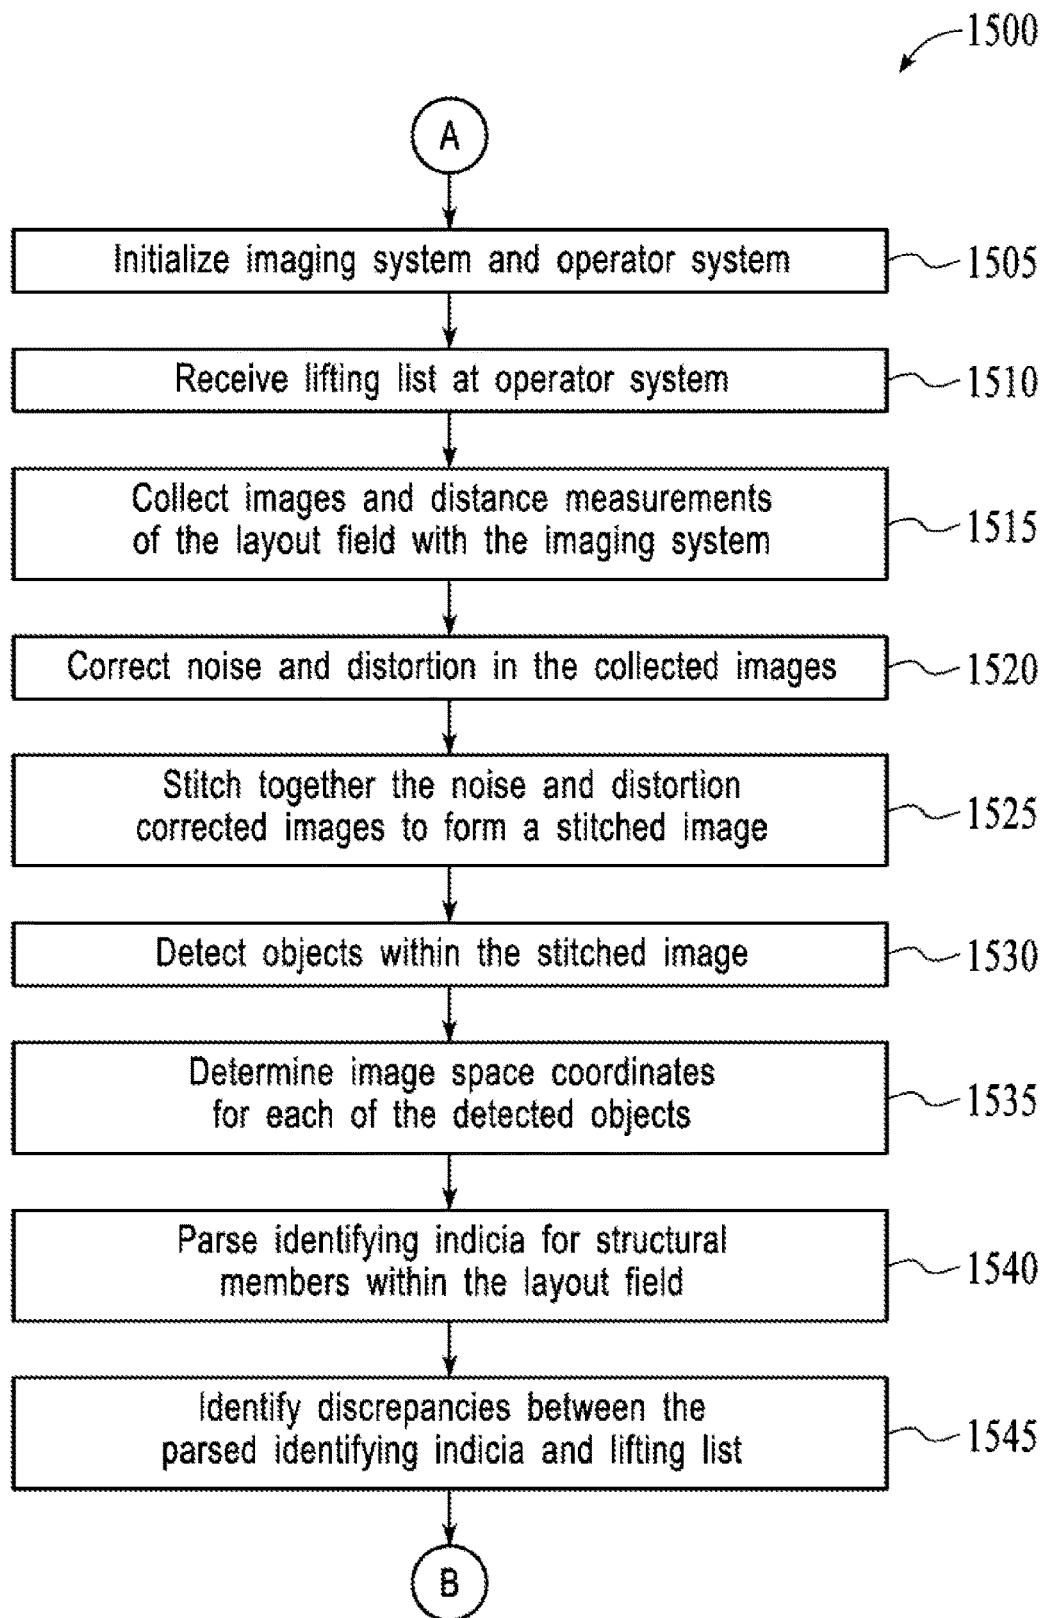 1500
A
Initialize imaging system and operator system
1505
Receive lifting list at operator system
1510
Collect images and distance measurements
of the layout field with the imaging system
1515
Correct noise and distortion in the collected images
1520
Stitch together the noise and distortion
corrected images to form a stitched image
1525
Detect objects within the stitched image
1530
Determine image space coordinates
for each of the detected objects
1535
Parse identifying indicia for structural
members within the layout field
1540
Identify discrepancies between the
parsed identifying indicia and lifting list
1545
B